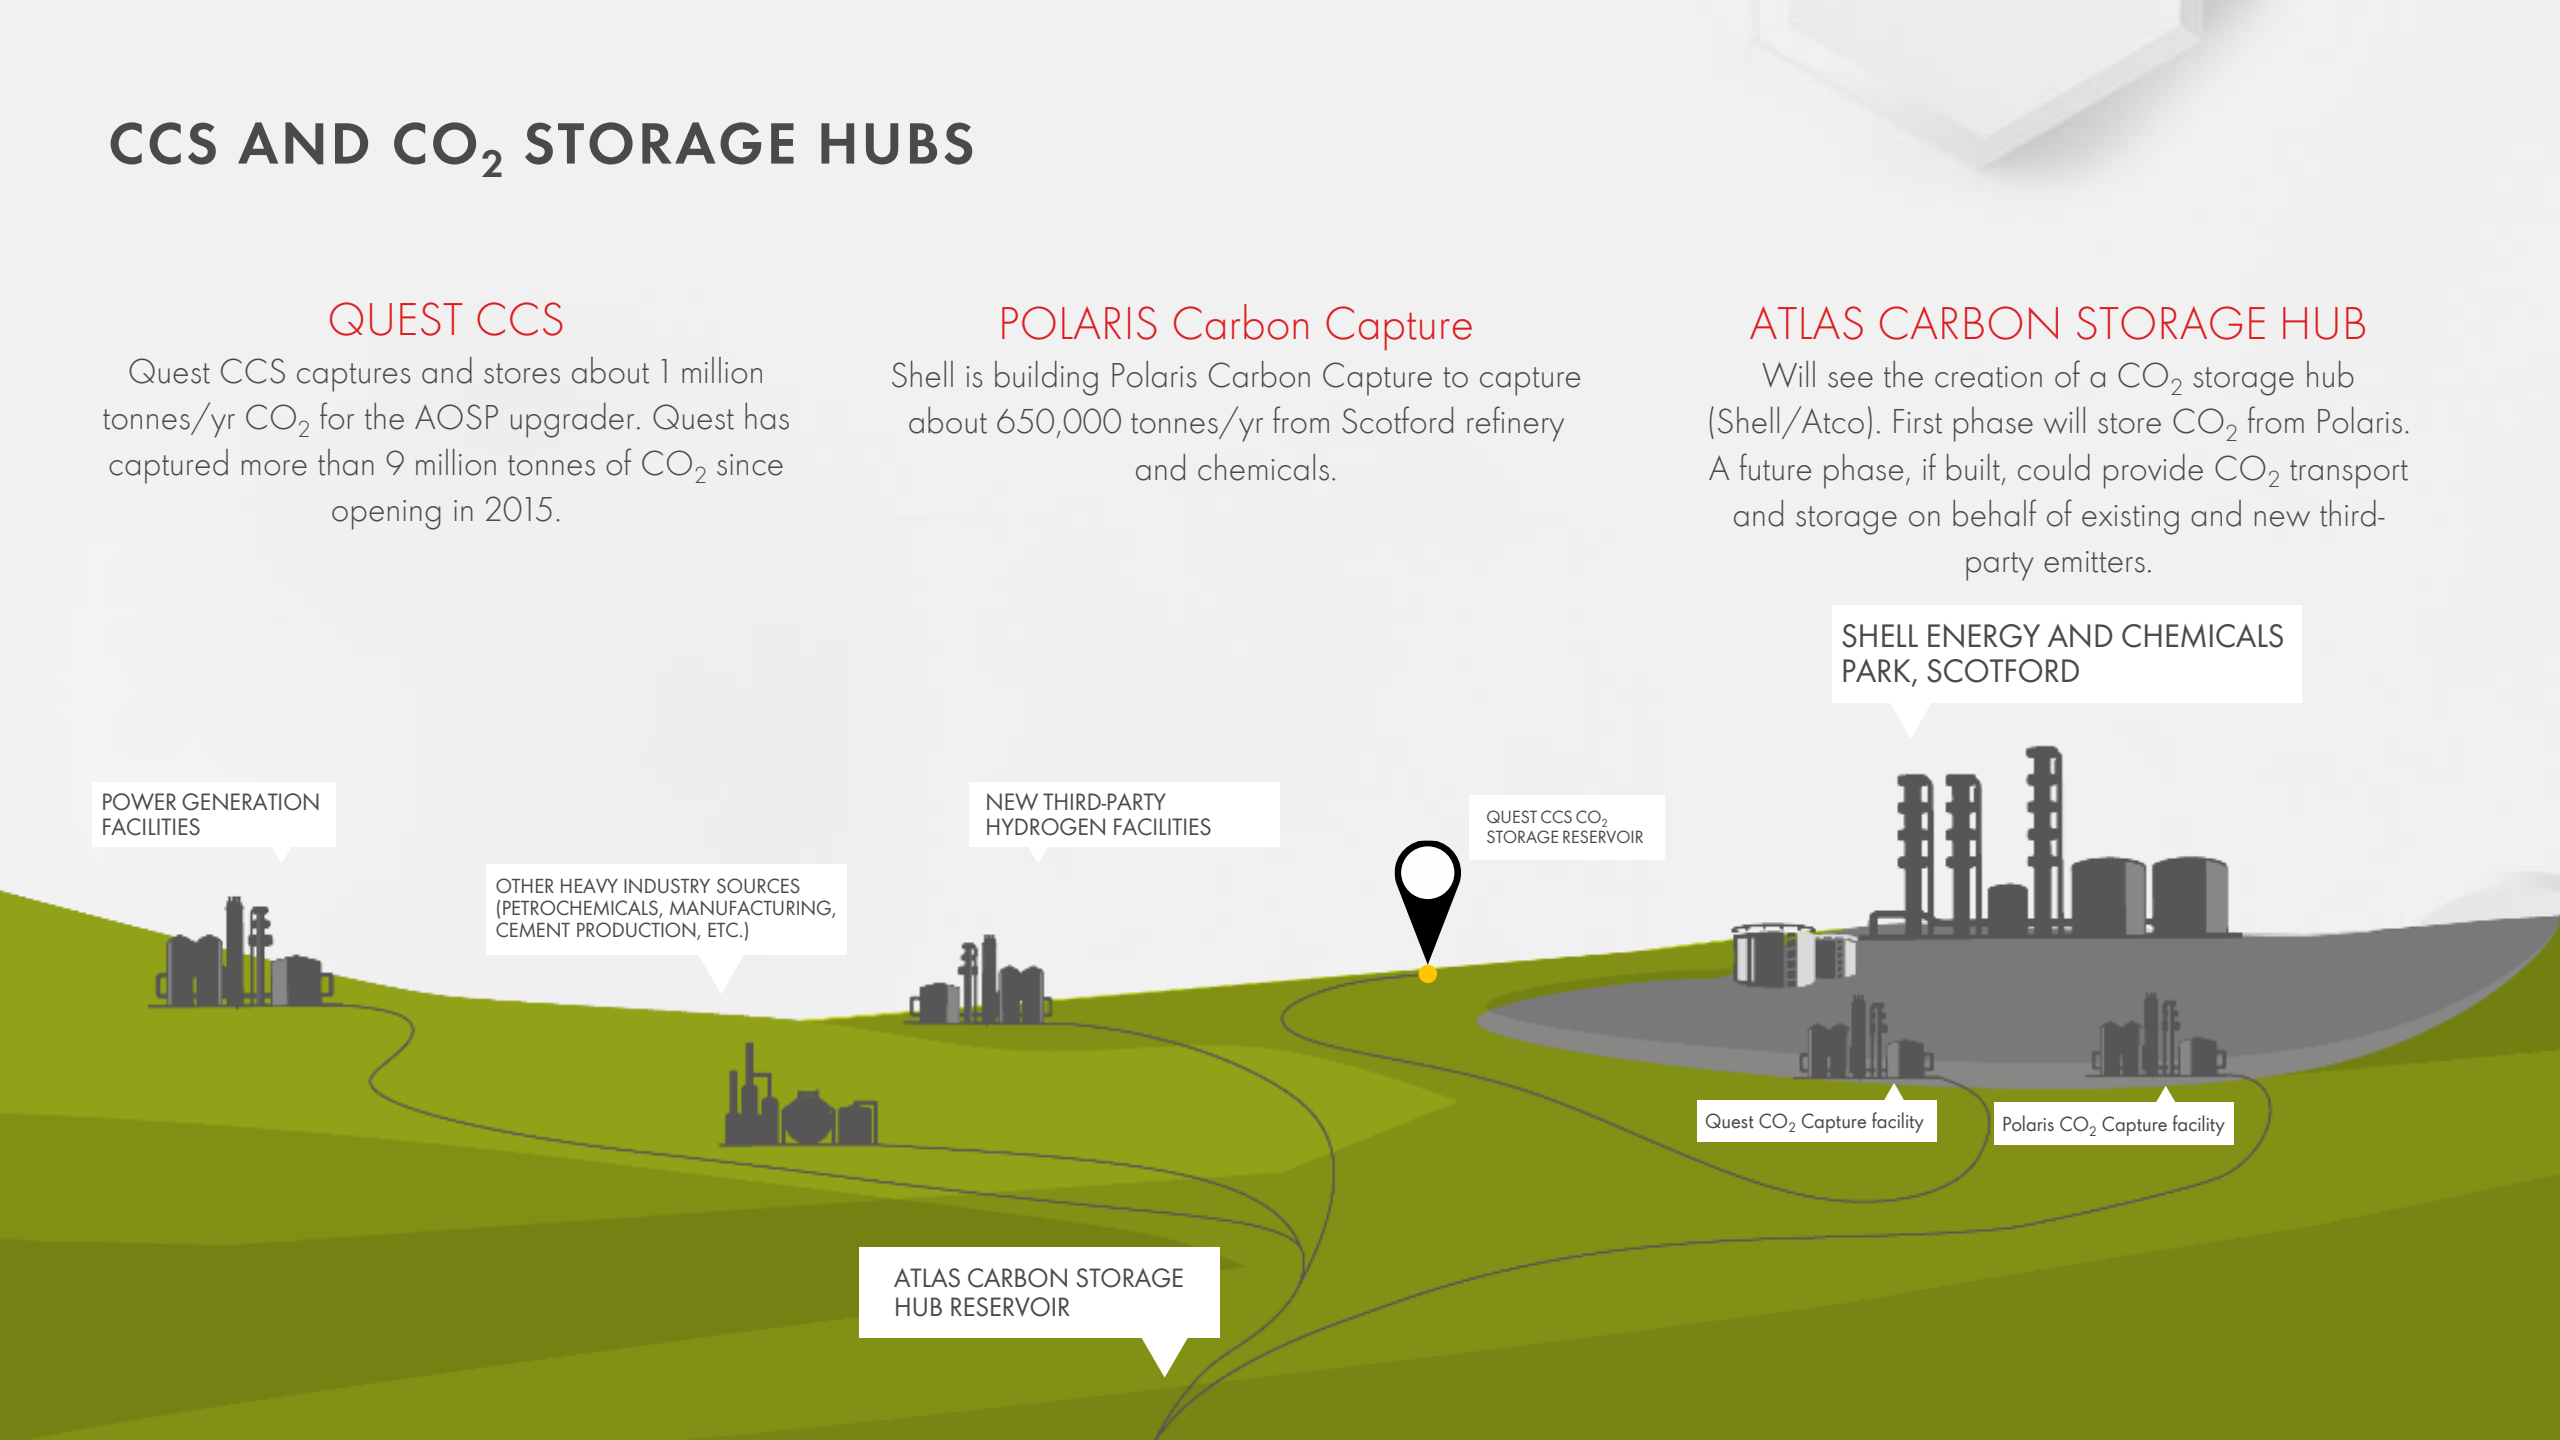 CCS AND CO₂ STORAGE HUBS
QUEST CCS
Quest CCS captures and stores about 1 million
tonnes/yr CO₂ for the AOSP upgrader. Quest has
captured more than 9 million tonnes of CO₂ since
opening in 2015.
POLARIS Carbon Capture
Shell is building Polaris Carbon Capture to capture
about 650,000 tonnes/yr from Scotford refinery
and chemicals.
ATLAS CARBON STORAGE HUB
Will see the creation of a CO₂ storage hub
(Shell/Atco). First phase will store CO₂ from Polaris.
A future phase, if built, could provide CO₂ transport
and storage on behalf of existing and new third-
party emitters.
SHELL ENERGY AND CHEMICALS
PARK, SCOTFORD
POWER GENERATION
FACILITIES
OTHER HEAVY INDUSTRY SOURCES
(PETROCHEMICALS, MANUFACTURING,
CEMENT PRODUCTION, ETC.)
NEW THIRD-PARTY
HYDROGEN FACILITIES
QUEST CCS CO₂
STORAGE RESERVOIR
Quest CO₂ Capture facility
Polaris CO₂ Capture facility
ATLAS CARBON STORAGE
HUB RESERVOIR